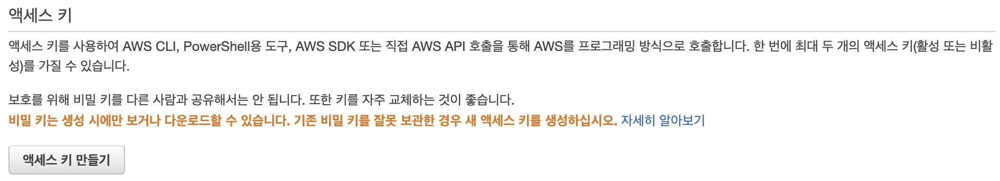 액세스 키
액세스 키를 사용하여 AWS CLI, PowerShell용 도구, AWS SDK 또는 직접 AWS API 호출을 통해 AWS를 프로그래밍 방식으로 호출합니다. 한 번에 최대 두 개의 액세스 키(활성 또는 비활
성)를 가질 수 있습니다.
보호를 위해 비밀 키를 다른 사람과 공유해서는 안 됩니다. 또한 키를 자주 교체하는 것이 좋습니다.
비밀 키는 생성 시에만 보거나 다운로드할 수 있습니다. 기존 비밀 키를 잘못 보관한 경우 새 액세스 키를 생성하십시오. 자세히 알아보기
액세스 키 만들기